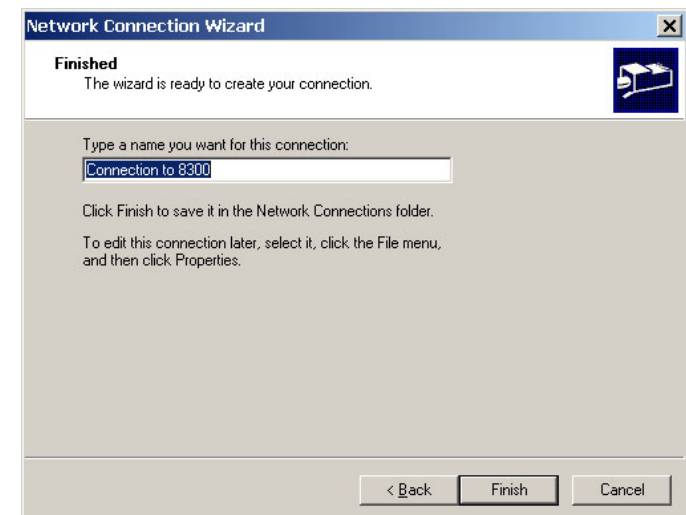 Network Connection Wizard
Finished
The wizard is ready to create your connection.
Type a name you want for this connection:
Connection to 8300
Click Finish to save it in the Network Connections folder.
To edit this connection later, select it, click the File menu,
and then click Properties.
< Back
Finish
Cancel